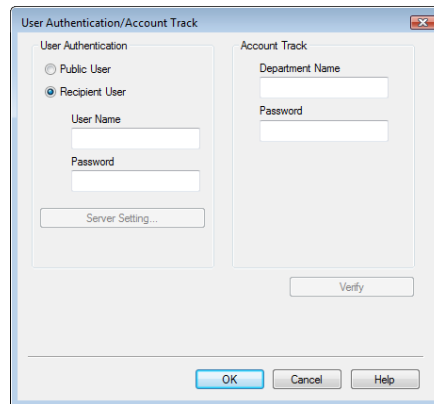 User Authentication/Account Track
User Authentication
Public User
Recipient User
User Name
Password
Server Setting...
Account Track
Department Name
Password
Verify
OK
Cancel
Help